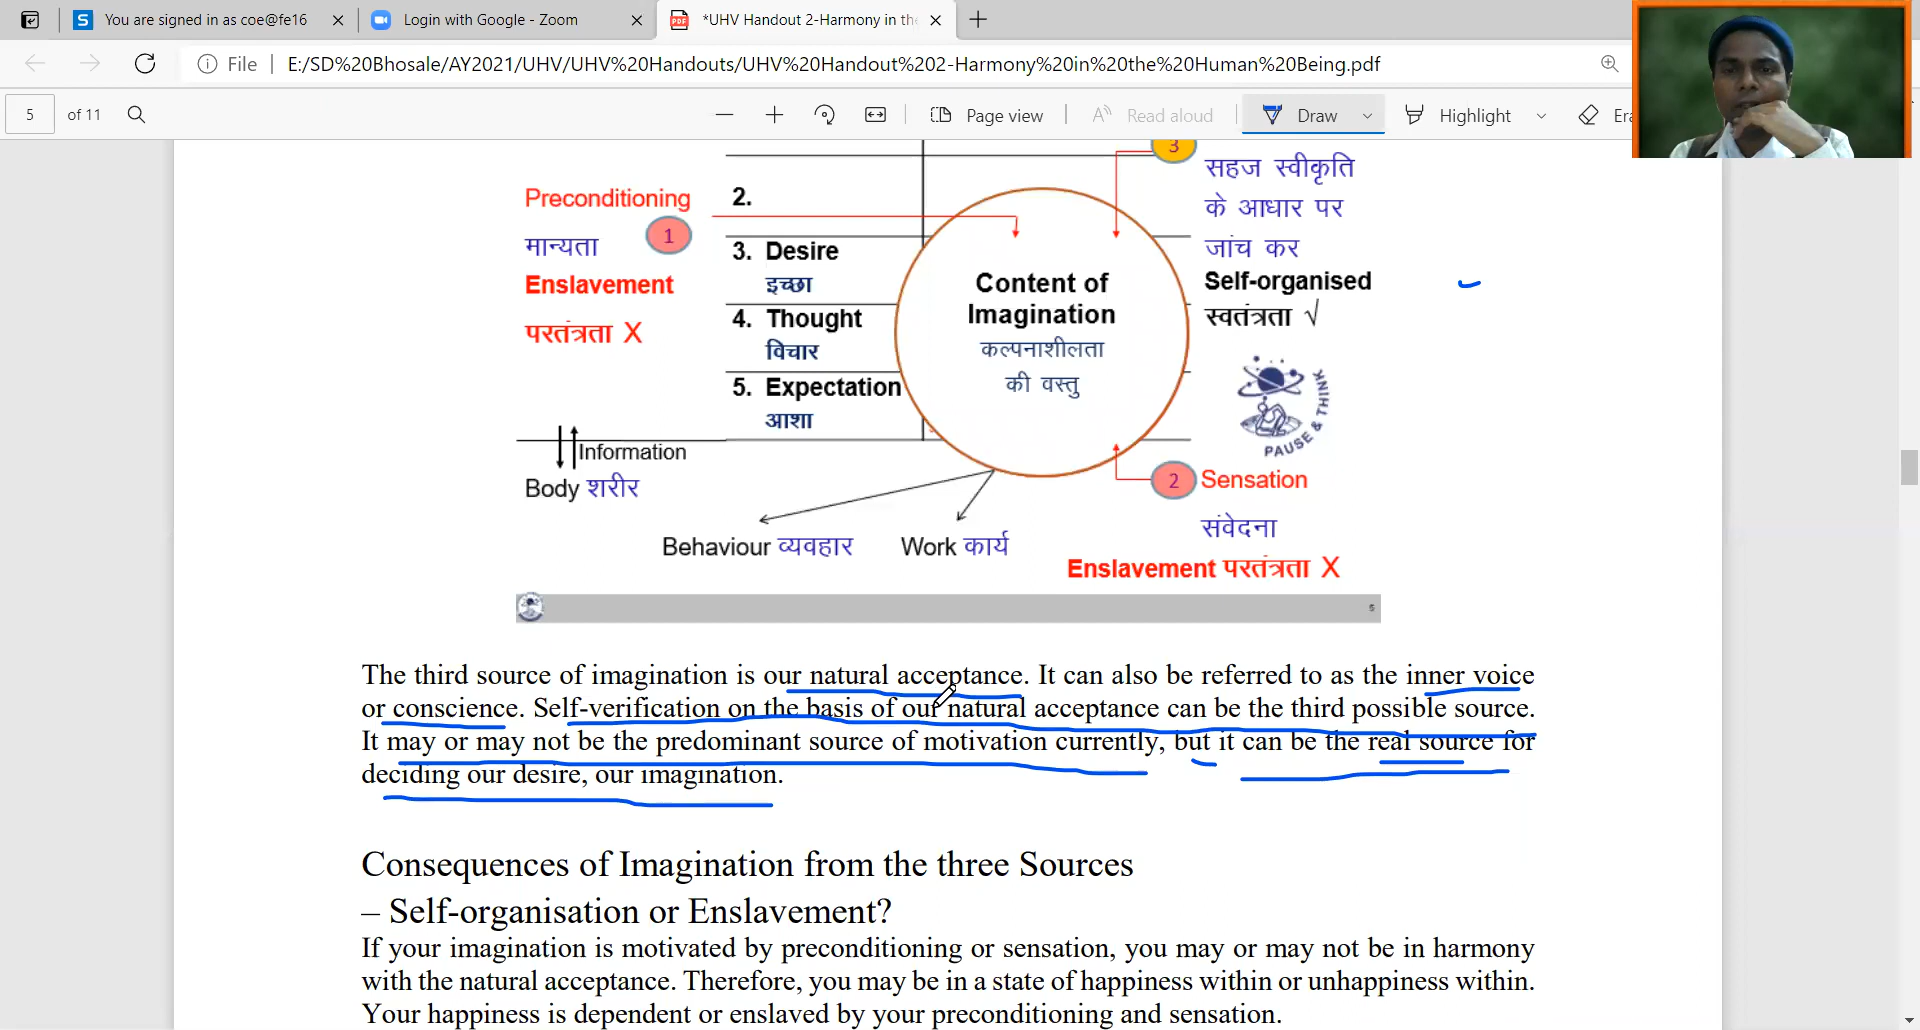 You are signed in as coe@fe16
Login with Google - Zoom
*UHV Handout 2-Harmony in the
File
E:/SD%20Bhosale/AY2021/UHV/UHV%20Handouts/UHV%20Handout%202-Harmony%20in%20the%20Human%20Being.pdf
5 of 11
Page view
Read aloud
Draw
Highlight
3
सहज स्वीकृति
के आधार पर
जांच कर
Self-organised
स्वतंत्रता √
Preconditioning
मान्यता 1
Enslavement
परतंत्रता X
2.
3. Desire
इच्छा
4. Thought
विचार
5. Expectation
आशा
Content of
Imagination
कल्पनाशीलता
की वस्तु
PAUSE & THINK
Information
Body शरीर
2 Sensation
संवेदना
Behaviour व्यवहार
Work कार्य
Enslavement परतंत्रता X
5
The third source of imagination is our natural acceptance. It can also be referred to as the inner voice
or conscience. Self-verification on the basis of our natural acceptance can be the third possible source.
It may or may not be the predominant source of motivation currently, but it can be the real source for
deciding our desire, our imagination.
Consequences of Imagination from the three Sources
– Self-organisation or Enslavement?
If your imagination is motivated by preconditioning or sensation, you may or may not be in harmony
with the natural acceptance. Therefore, you may be in a state of happiness within or unhappiness within.
Your happiness is dependent or enslaved by your preconditioning and sensation.